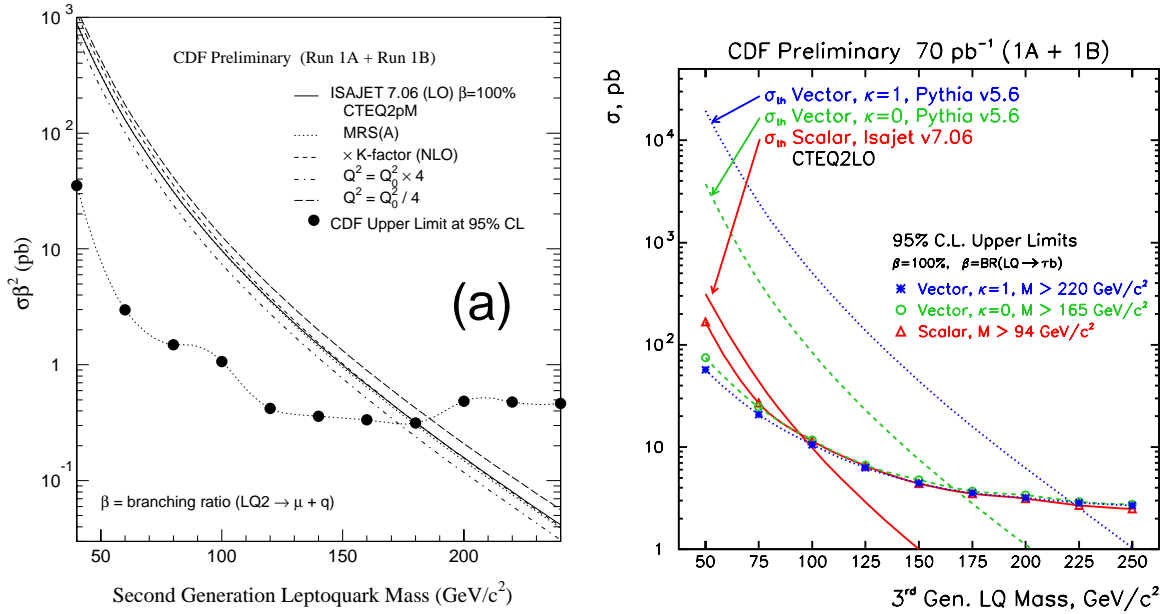 10³
10²
10
1
10⁻¹
σβ² (pb)
CDF Preliminary (Run 1A + Run 1B)
ISAJET 7.06 (LO) β=100%
CTEQ2pM
MRS(A)
× K-factor (NLO)
Q² = Q₀² × 4
Q² = Q₀² / 4
CDF Upper Limit at 95% CL
(a)
β = branching ratio (LQ2 → μ + q)
50 100 150 200
Second Generation Leptoquark Mass (GeV/c²)
CDF Preliminary 70 pb⁻¹ (1A + 1B)
σ, pb
10⁴
10³
10²
10
1
σth Vector, κ=1, Pythia v5.6
σth Vector, κ=0, Pythia v5.6
σth Scalar, Isajet v7.06
CTEQ2LO
95% C.L. Upper Limits
β=100%, β=BR(LQ→τb)
Vector, κ=1, M > 220 GeV/c²
Vector, κ=0, M > 165 GeV/c²
Scalar, M > 94 GeV/c²
50 75 100 125 150 175 200 225 250
3ʳᵈ Gen. LQ Mass, GeV/c²